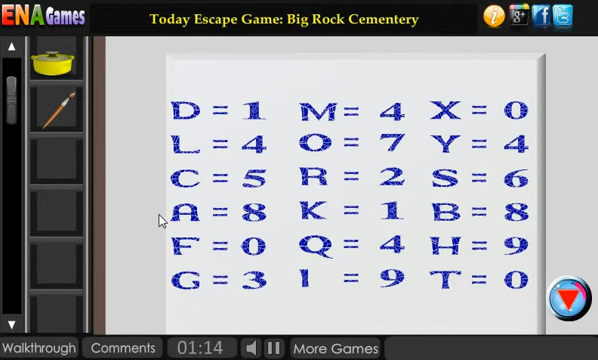 ENA Games
Today Escape Game: Big Rock Cementery
D = 1 M = 4 X = 0
L = 4 O = 7 Y = 4
C = 5 R = 2 S = 6
A = 8 K = 1 B = 8
F = 0 Q = 4 H = 9
G = 3 I = 9 T = 0
Walkthrough Comments 01:14 More Games